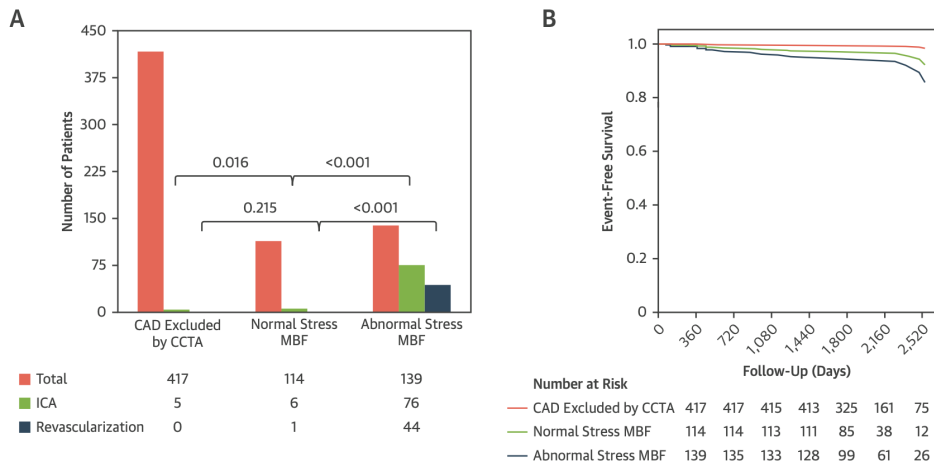 A
450
375
300
225
150
75
0
Number of Patients
0.016
<0.001
0.215
<0.001
CAD Excluded
by CCTA
Normal Stress
MBF
Abnormal Stress
MBF
Total 417 114 139
ICA 5 6 76
Revascularization 0 1 44
B
1.0
0.8
0.6
0.4
0.2
0
Event-Free Survival
0 360 720 1,080 1,440 1,800 2,160 2,520
Follow-Up (Days)
Number at Risk
CAD Excluded by CCTA 417 417 415 413 325 161 75
Normal Stress MBF 114 114 113 111 85 38 12
Abnormal Stress MBF 139 135 133 128 99 61 26